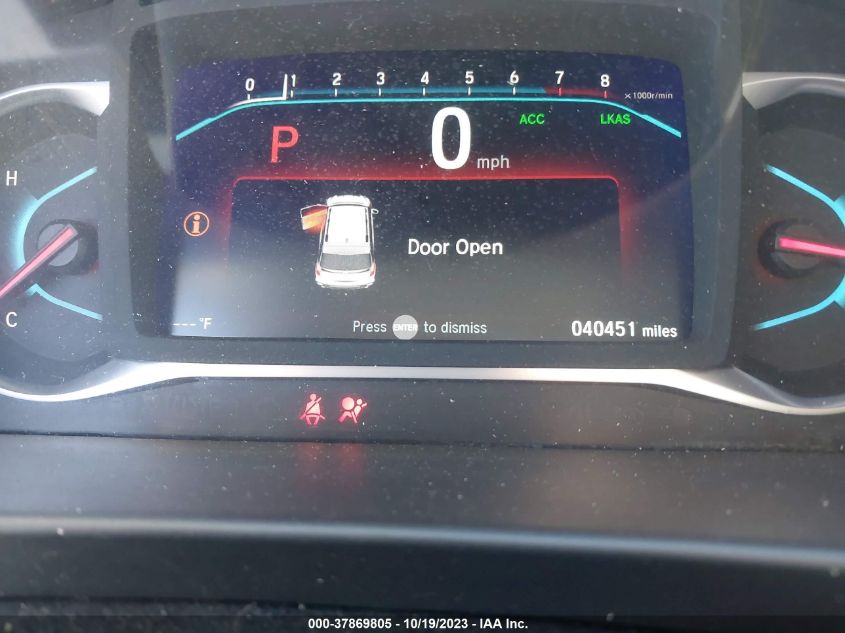 0 1 2 3 4 5 6 7 8
×1000r/min
P 0 mph ACC LKAS
H
Door Open
C
---°F
Press ENTER to dismiss
040451 miles
000-37869805 - 10/19/2023 - IAA Inc.